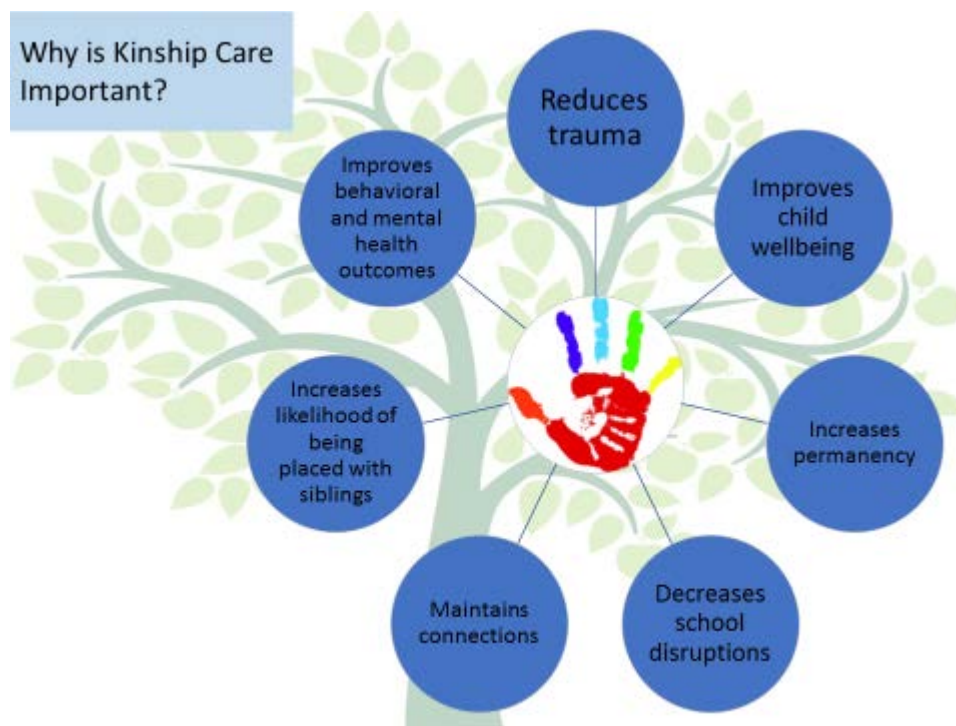 Why is Kinship Care
Important?
Reduces
trauma
Improves
child
wellbeing
Increases
permanency
Decreases
school
disruptions
Maintains
connections
Increases
likelihood of
being
placed with
siblings
Improves
behavioral
and mental
health
outcomes